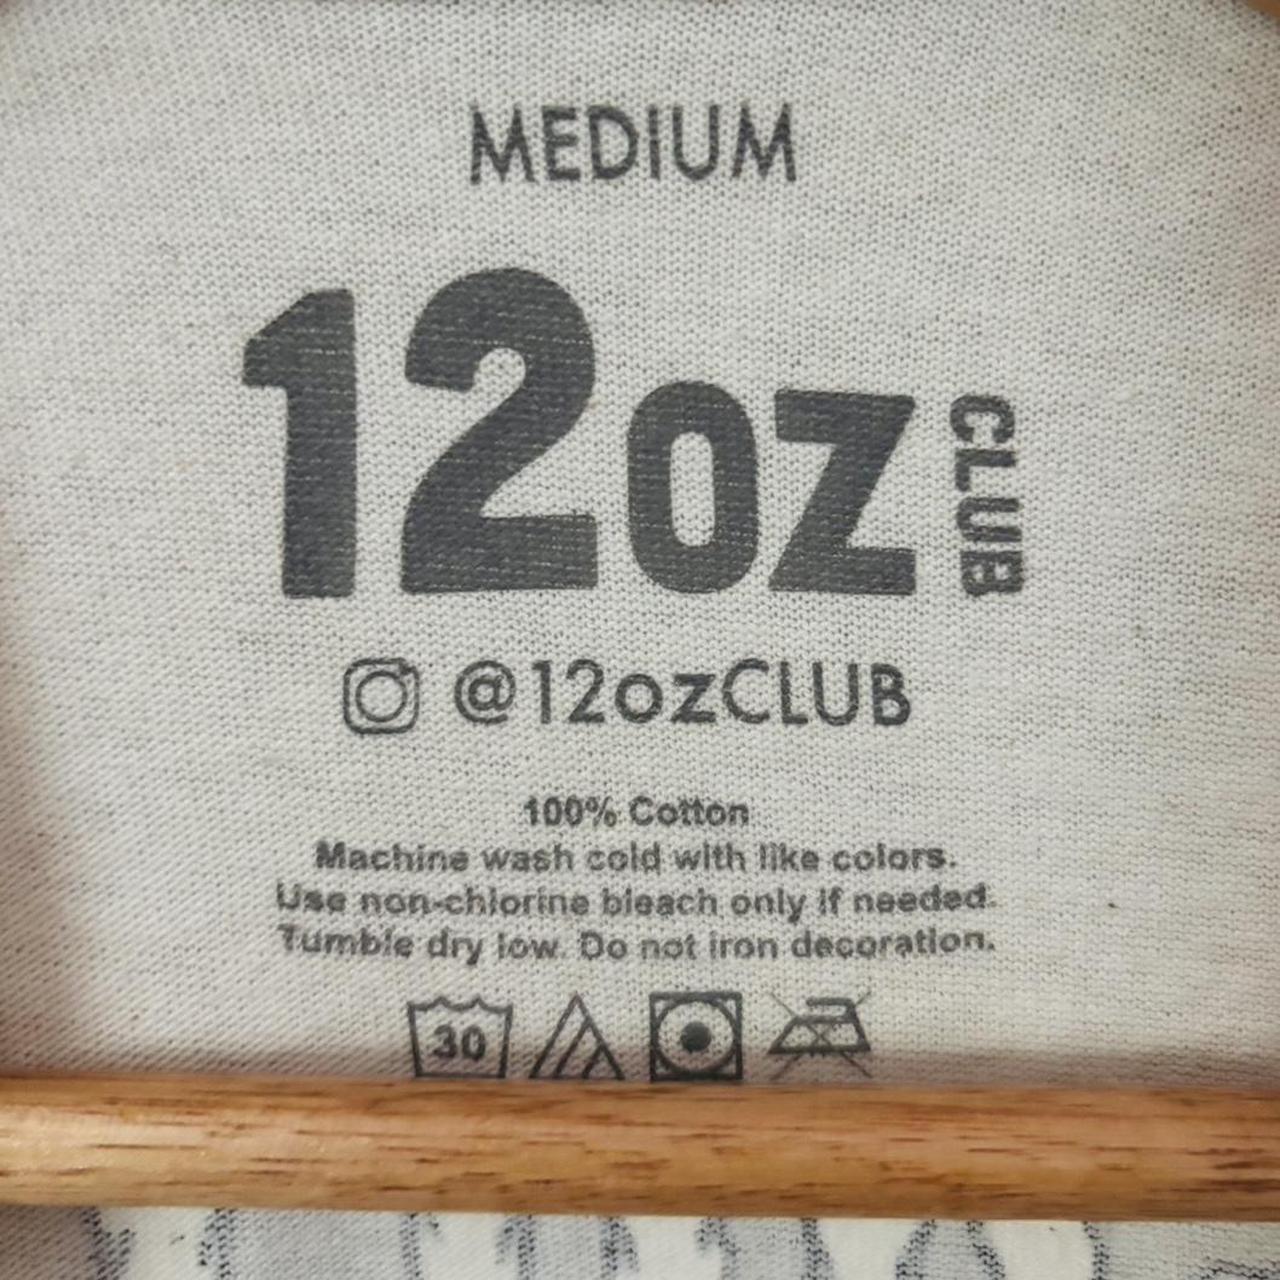 MEDIUM
12oz CLUB
@12ozCLUB
100% Cotton
Machine wash cold with like colors.
Use non-chlorine bleach only if needed.
Tumble dry low. Do not iron decoration.
30